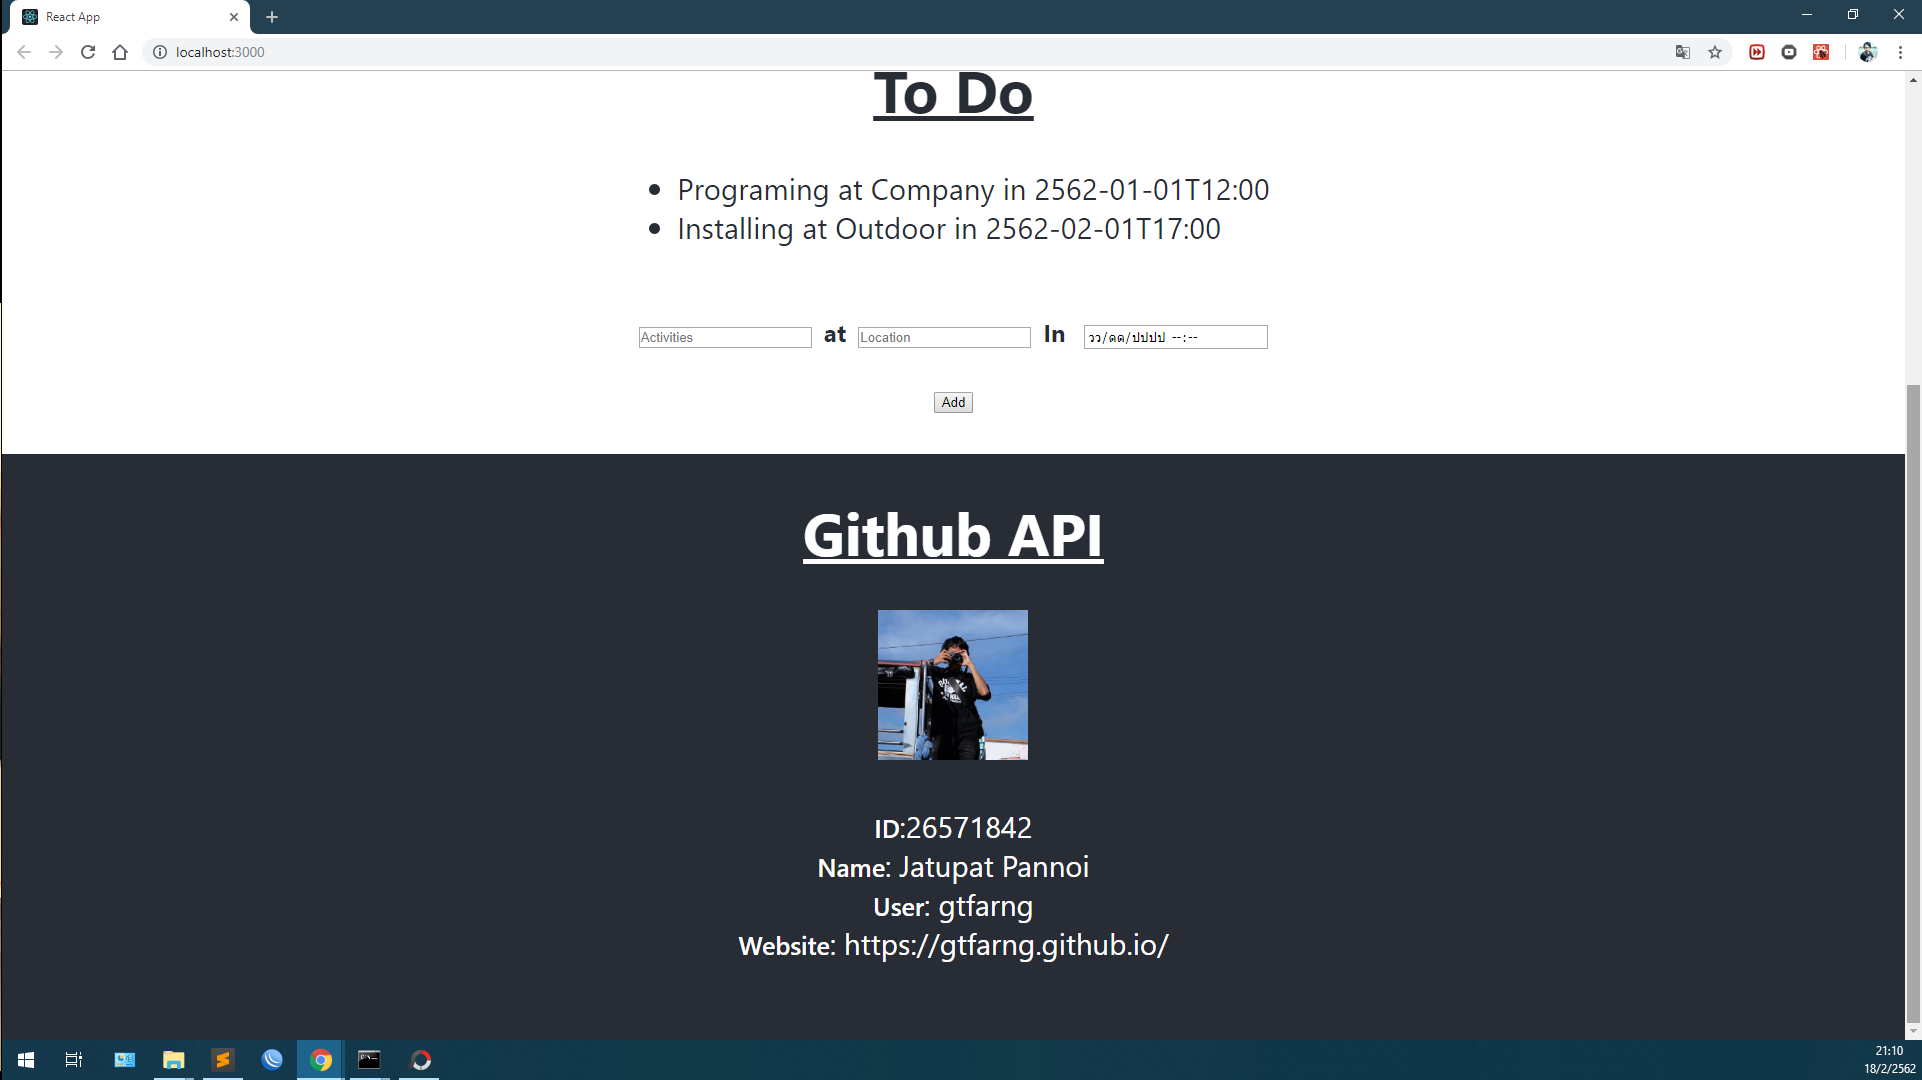 React App
localhost:3000
To Do
Programing at Company in 2562-01-01T12:00
Installing at Outdoor in 2562-02-01T17:00
Activities at Location In วว/ดด/ปปปป --:--
Add
Github API
ID:26571842
Name: Jatupat Pannoi
User: gtfarng
Website: https://gtfarng.github.io/
21:10
18/2/2562